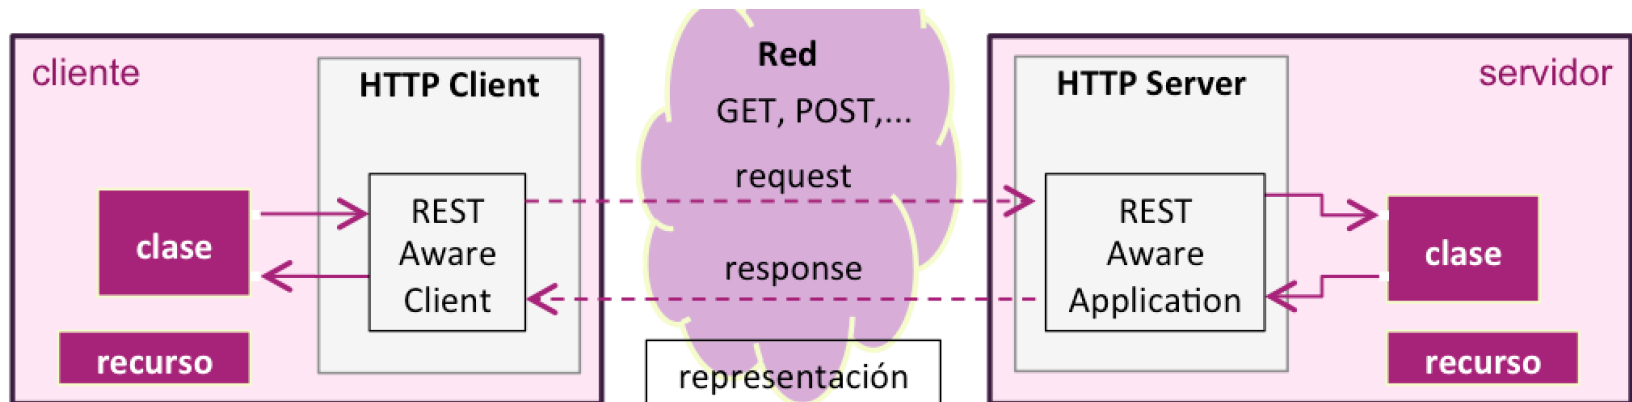 cliente
HTTP Client
REST
Aware
Client
clase
recurso
Red
GET, POST,...
request
response
representación
servidor
HTTP Server
REST
Aware
Application
clase
recurso